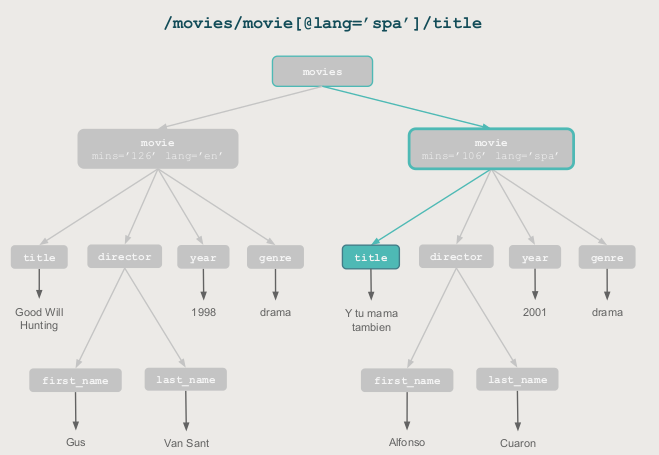 /movies/movie[@lang=’spa’]/title
movies
movie
mins=’126’ lang=’en’
movie
mins=’106’ lang=’spa’
title
director
year
genre
title
director
year
genre
Good Will
Hunting
1998
drama
Y tu mama
tambien
2001
drama
first_name
last_name
first_name
last_name
Gus
Van Sant
Alfonso
Cuaron